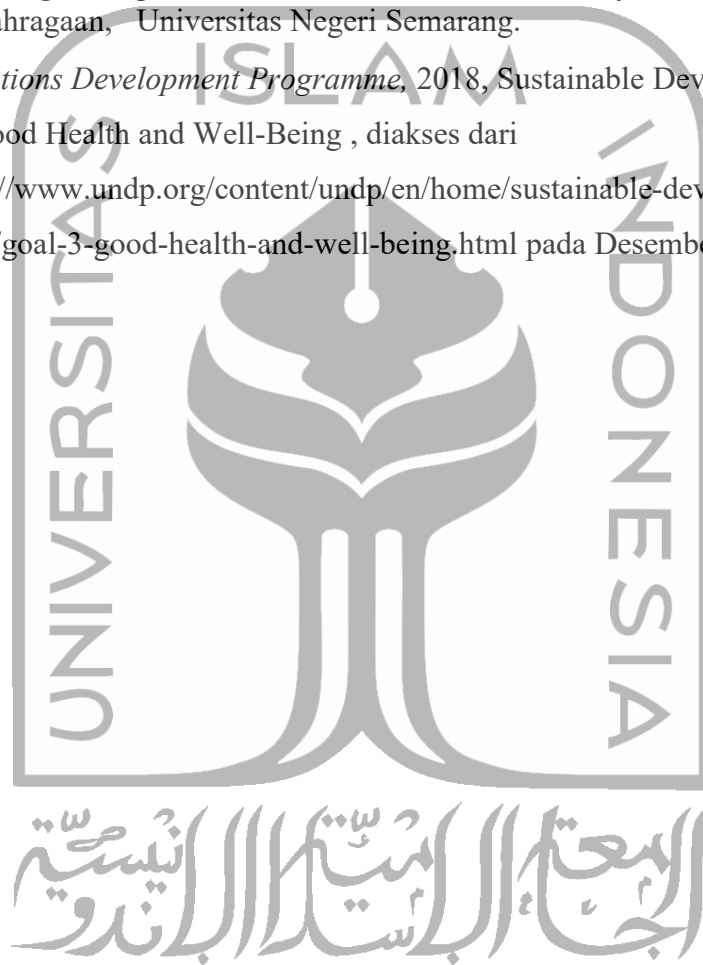 ahragaan, Universitas Negeri Semarang.
tions Development Programme, 2018, Sustainable Dev
ood Health and Well-Being , diakses dari
//www.undp.org/content/undp/en/home/sustainable-dev
/goal-3-good-health-and-well-being.html pada Desembe
ISLAM
UNIVERSITAS
INDONESIA
الجامعة الإسلامية الإندونيسية